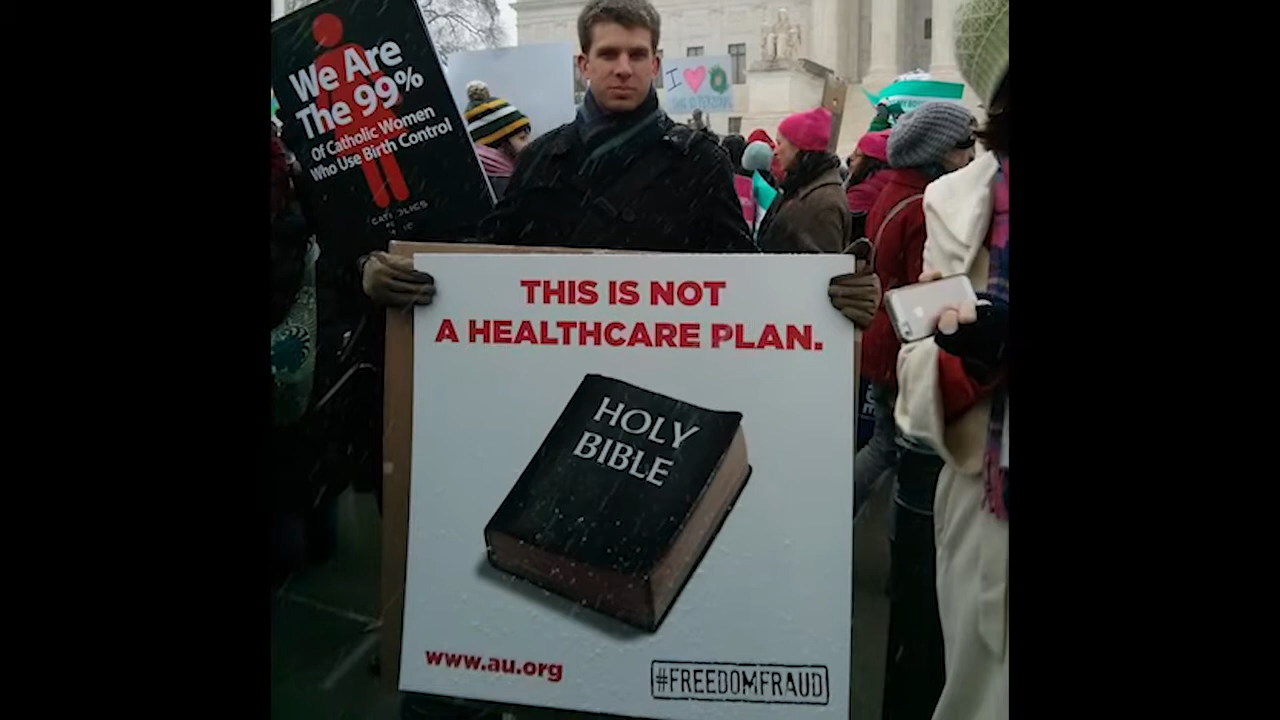 We Are
The 99%
Of Catholic Women
Who Use Birth Control
CATHOLICS
I
THIS IS NOT
A HEALTHCARE PLAN.
HOLY
BIBLE
www.au.org
#FREEDOMFRAUD